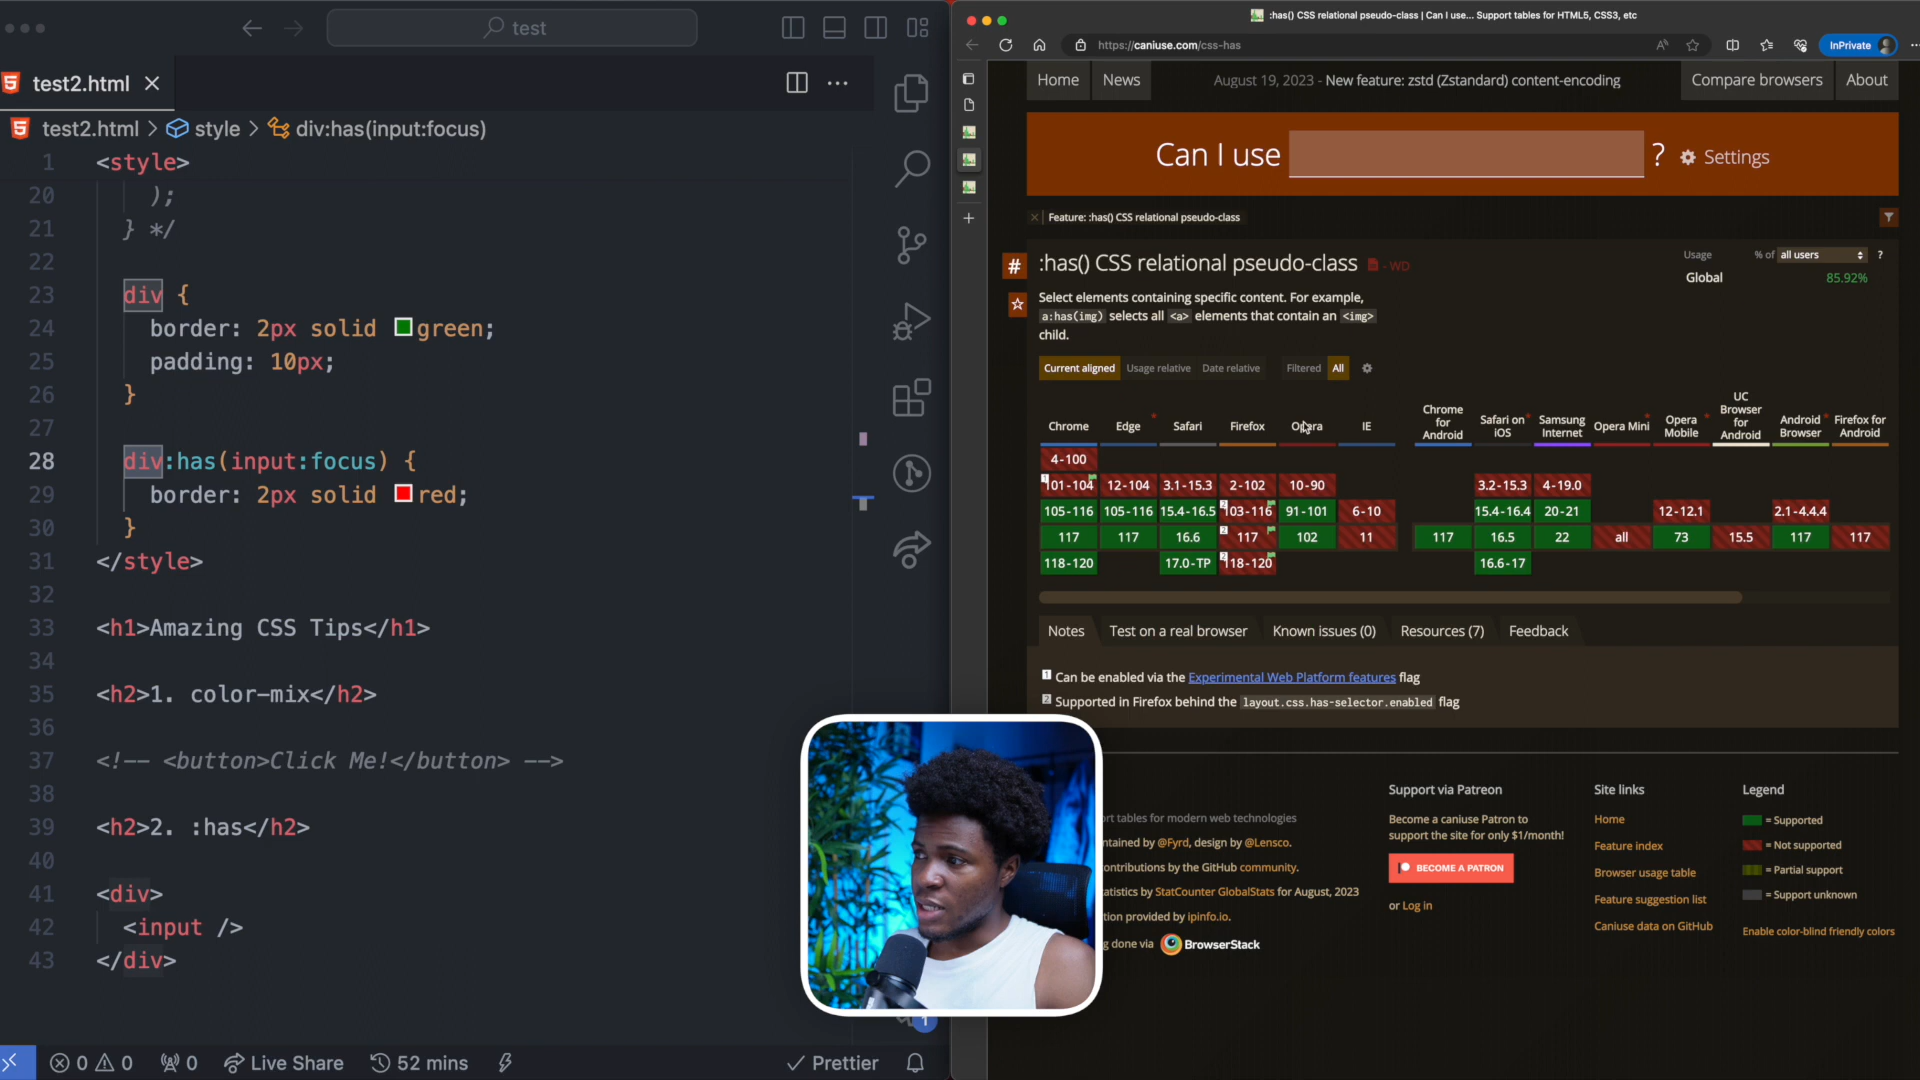 test
test2.html
test2.html > style > div:has(input:focus)
1 <style>
20 );
21 } */
22
23 div {
24 border: 2px solid green;
25 padding: 10px;
26 }
27
28 div:has(input:focus) {
29 border: 2px solid red;
30 }
31 </style>
32
33 <h1>Amazing CSS Tips</h1>
34
35 <h2>1. color-mix</h2>
36
37 <!-- <button>Click Me!</button> -->
38
39 <h2>2. :has</h2>
40
41 <div>
42 <input />
43 </div>
0 0 0 Live Share 52 mins Prettier
1
:has() CSS relational pseudo-class | Can I use... Support tables for HTML5, CSS3, etc
https://caniuse.com/css-has
InPrivate
Home News August 19, 2023 - New feature: zstd (Zstandard) content-encoding Compare browsers About
Can I use ? Settings
Feature: :has() CSS relational pseudo-class
# :has() CSS relational pseudo-class - WD
Usage % of all users ?
Global 85.92%
Select elements containing specific content. For example,
a:has(img) selects all <a> elements that contain an <img>
child.
Current aligned Usage relative Date relative Filtered All
Chrome Edge * Safari Firefox Opera IE Chrome for Android Safari on iOS * Samsung Internet Opera Mini * Opera Mobile * UC Browser for Android Android Browser * Firefox for Android
4-100
1 101-104 12-104 3.1-15.3 2-102 10-90 3.2-15.3 4-19.0
105-116 105-116 15.4-16.5 2 103-116 91-101 6-10 15.4-16.4 20-21 12-12.1 2.1-4.4.4
117 117 16.6 2 117 102 11 117 16.5 22 all 73 15.5 117 117
118-120 17.0-TP 2 118-120 16.6-17
Notes Test on a real browser Known issues (0) Resources (7) Feedback
1 Can be enabled via the Experimental Web Platform features flag
2 Supported in Firefox behind the layout.css.has-selector.enabled flag
rt tables for modern web technologies
ntained by @Fyrd, design by @Lensco.
contributions by the GitHub community.
atistics by StatCounter GlobalStats for August, 2023
tion provided by ipinfo.io.
g done via BrowserStack
Support via Patreon
Become a caniuse Patron to
support the site for only $1/month!
BECOME A PATRON
or Log in
Site links
Home
Feature index
Browser usage table
Feature suggestion list
Caniuse data on GitHub
Legend
= Supported
= Not supported
= Partial support
= Support unknown
Enable color-blind friendly colors